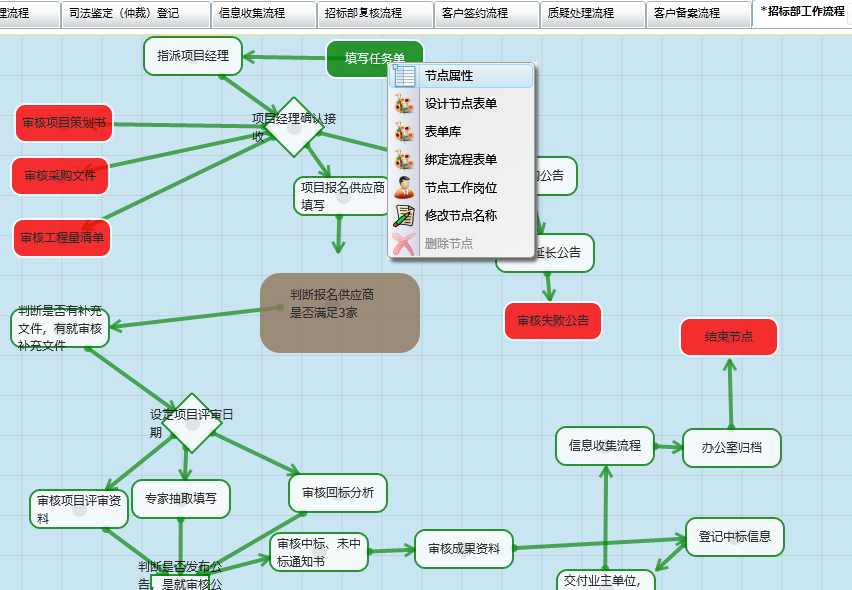 理流程
司法鉴定（仲裁）登记
信息收集流程
招标部复核流程
客户签约流程
质疑处理流程
客户备案流程
*招标部工作流程
指派项目经理
填写任务单
节点属性
设计节点表单
表单库
绑定流程表单
节点工作岗位
修改节点名称
删除节点
审核项目策划书
项目经理确认接
收
审核采购文件
公告
项目报名供应商
填写
审核工程量清单
延长公告
判断报名供应商
是否满足3家
判断是否有补充
文件，有就审核
补充文件
审核失败公告
结束节点
设定项目评审日
期
信息收集流程
办公室归档
审核项目评审资
料
专家抽取填写
审核回标分析
审核中标、未中
标通知书
审核成果资料
登记中标信息
判断是否发布公
告，是就审核公
交付业主单位，